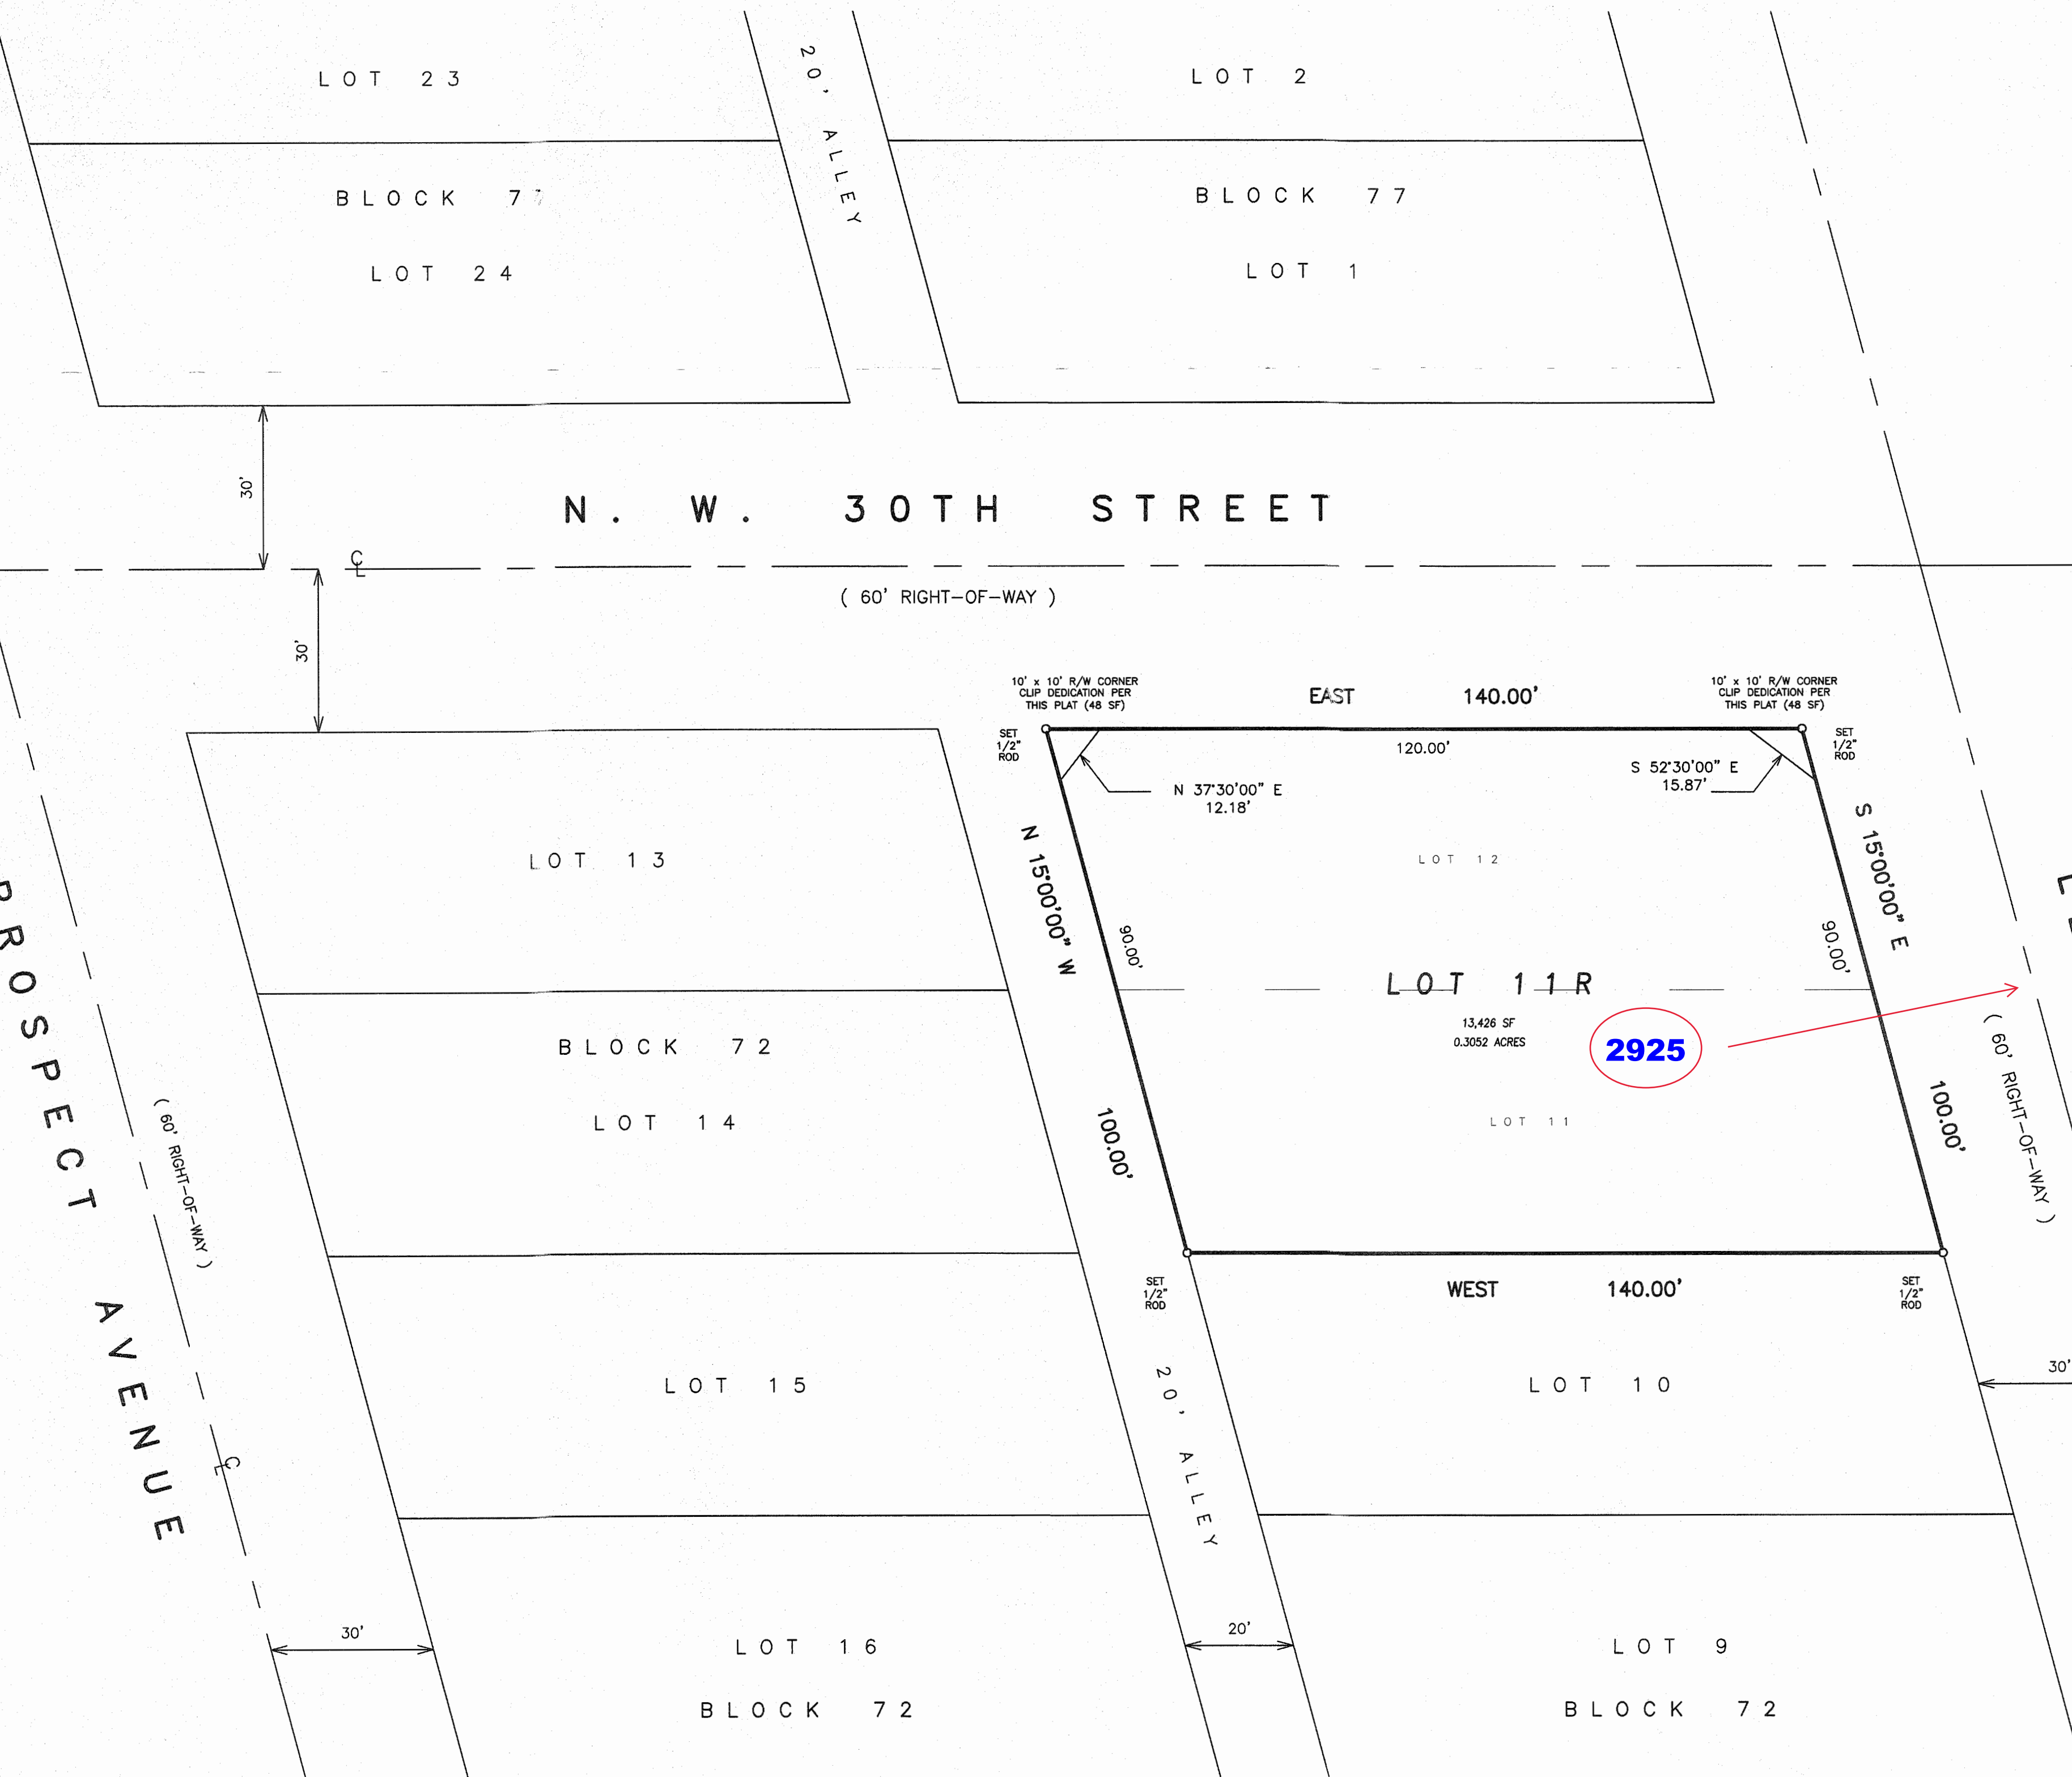 LOT 23
20' ALLEY
LOT 2
BLOCK 7
BLOCK 77
LOT 24
LOT 1
30'
N. W. 30TH STREET
CL
( 60' RIGHT-OF-WAY )
30'
10' x 10' R/W CORNER
CLIP DEDICATION PER
THIS PLAT (48 SF)
EAST 140.00'
10' x 10' R/W CORNER
CLIP DEDICATION PER
THIS PLAT (48 SF)
SET
1/2"
ROD
120.00'
SET
1/2"
ROD
N 37°30'00" E
12.18'
S 52°30'00" E
15.87'
LOT 13
LOT 12
N 15°00'00" W
90.00'
S 15°00'00" E
90.00'
LOT 11R
13,426 SF
0.3052 ACRES
2925
BLOCK 72
LOT 14
LOT 11
100.00'
100.00'
( 60' RIGHT-OF-WAY )
PROSPECT AVENUE
( 60' RIGHT-OF-WAY )
CL
SET
1/2"
ROD
WEST 140.00'
SET
1/2"
ROD
LOT 15
20' ALLEY
LOT 10
30'
30'
20'
LOT 16
BLOCK 72
LOT 9
BLOCK 72